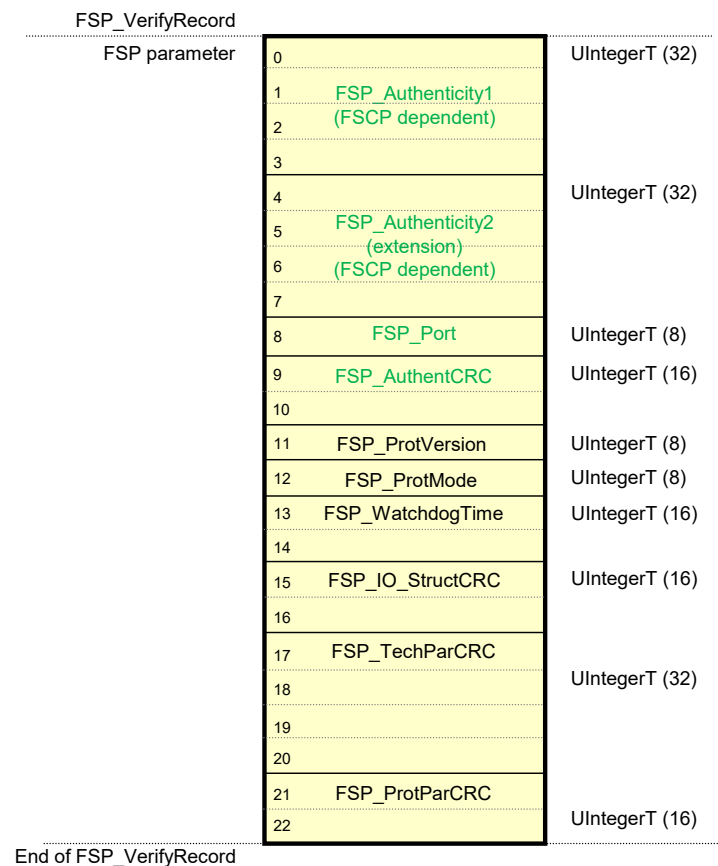 FSP_VerifyRecord
FSP parameter
0
UIntegerT (32)
1
FSP_Authenticity1
(FSCP dependent)
2
3
4
UIntegerT (32)
5
FSP_Authenticity2
(extension)
6
(FSCP dependent)
7
8
FSP_Port
UIntegerT (8)
9
FSP_AuthentCRC
UIntegerT (16)
10
11
FSP_ProtVersion
UIntegerT (8)
12
FSP_ProtMode
UIntegerT (8)
13
FSP_WatchdogTime
UIntegerT (16)
14
15
FSP_IO_StructCRC
UIntegerT (16)
16
17
FSP_TechParCRC
18
UIntegerT (32)
19
20
21
FSP_ProtParCRC
22
UIntegerT (16)
End of FSP_VerifyRecord